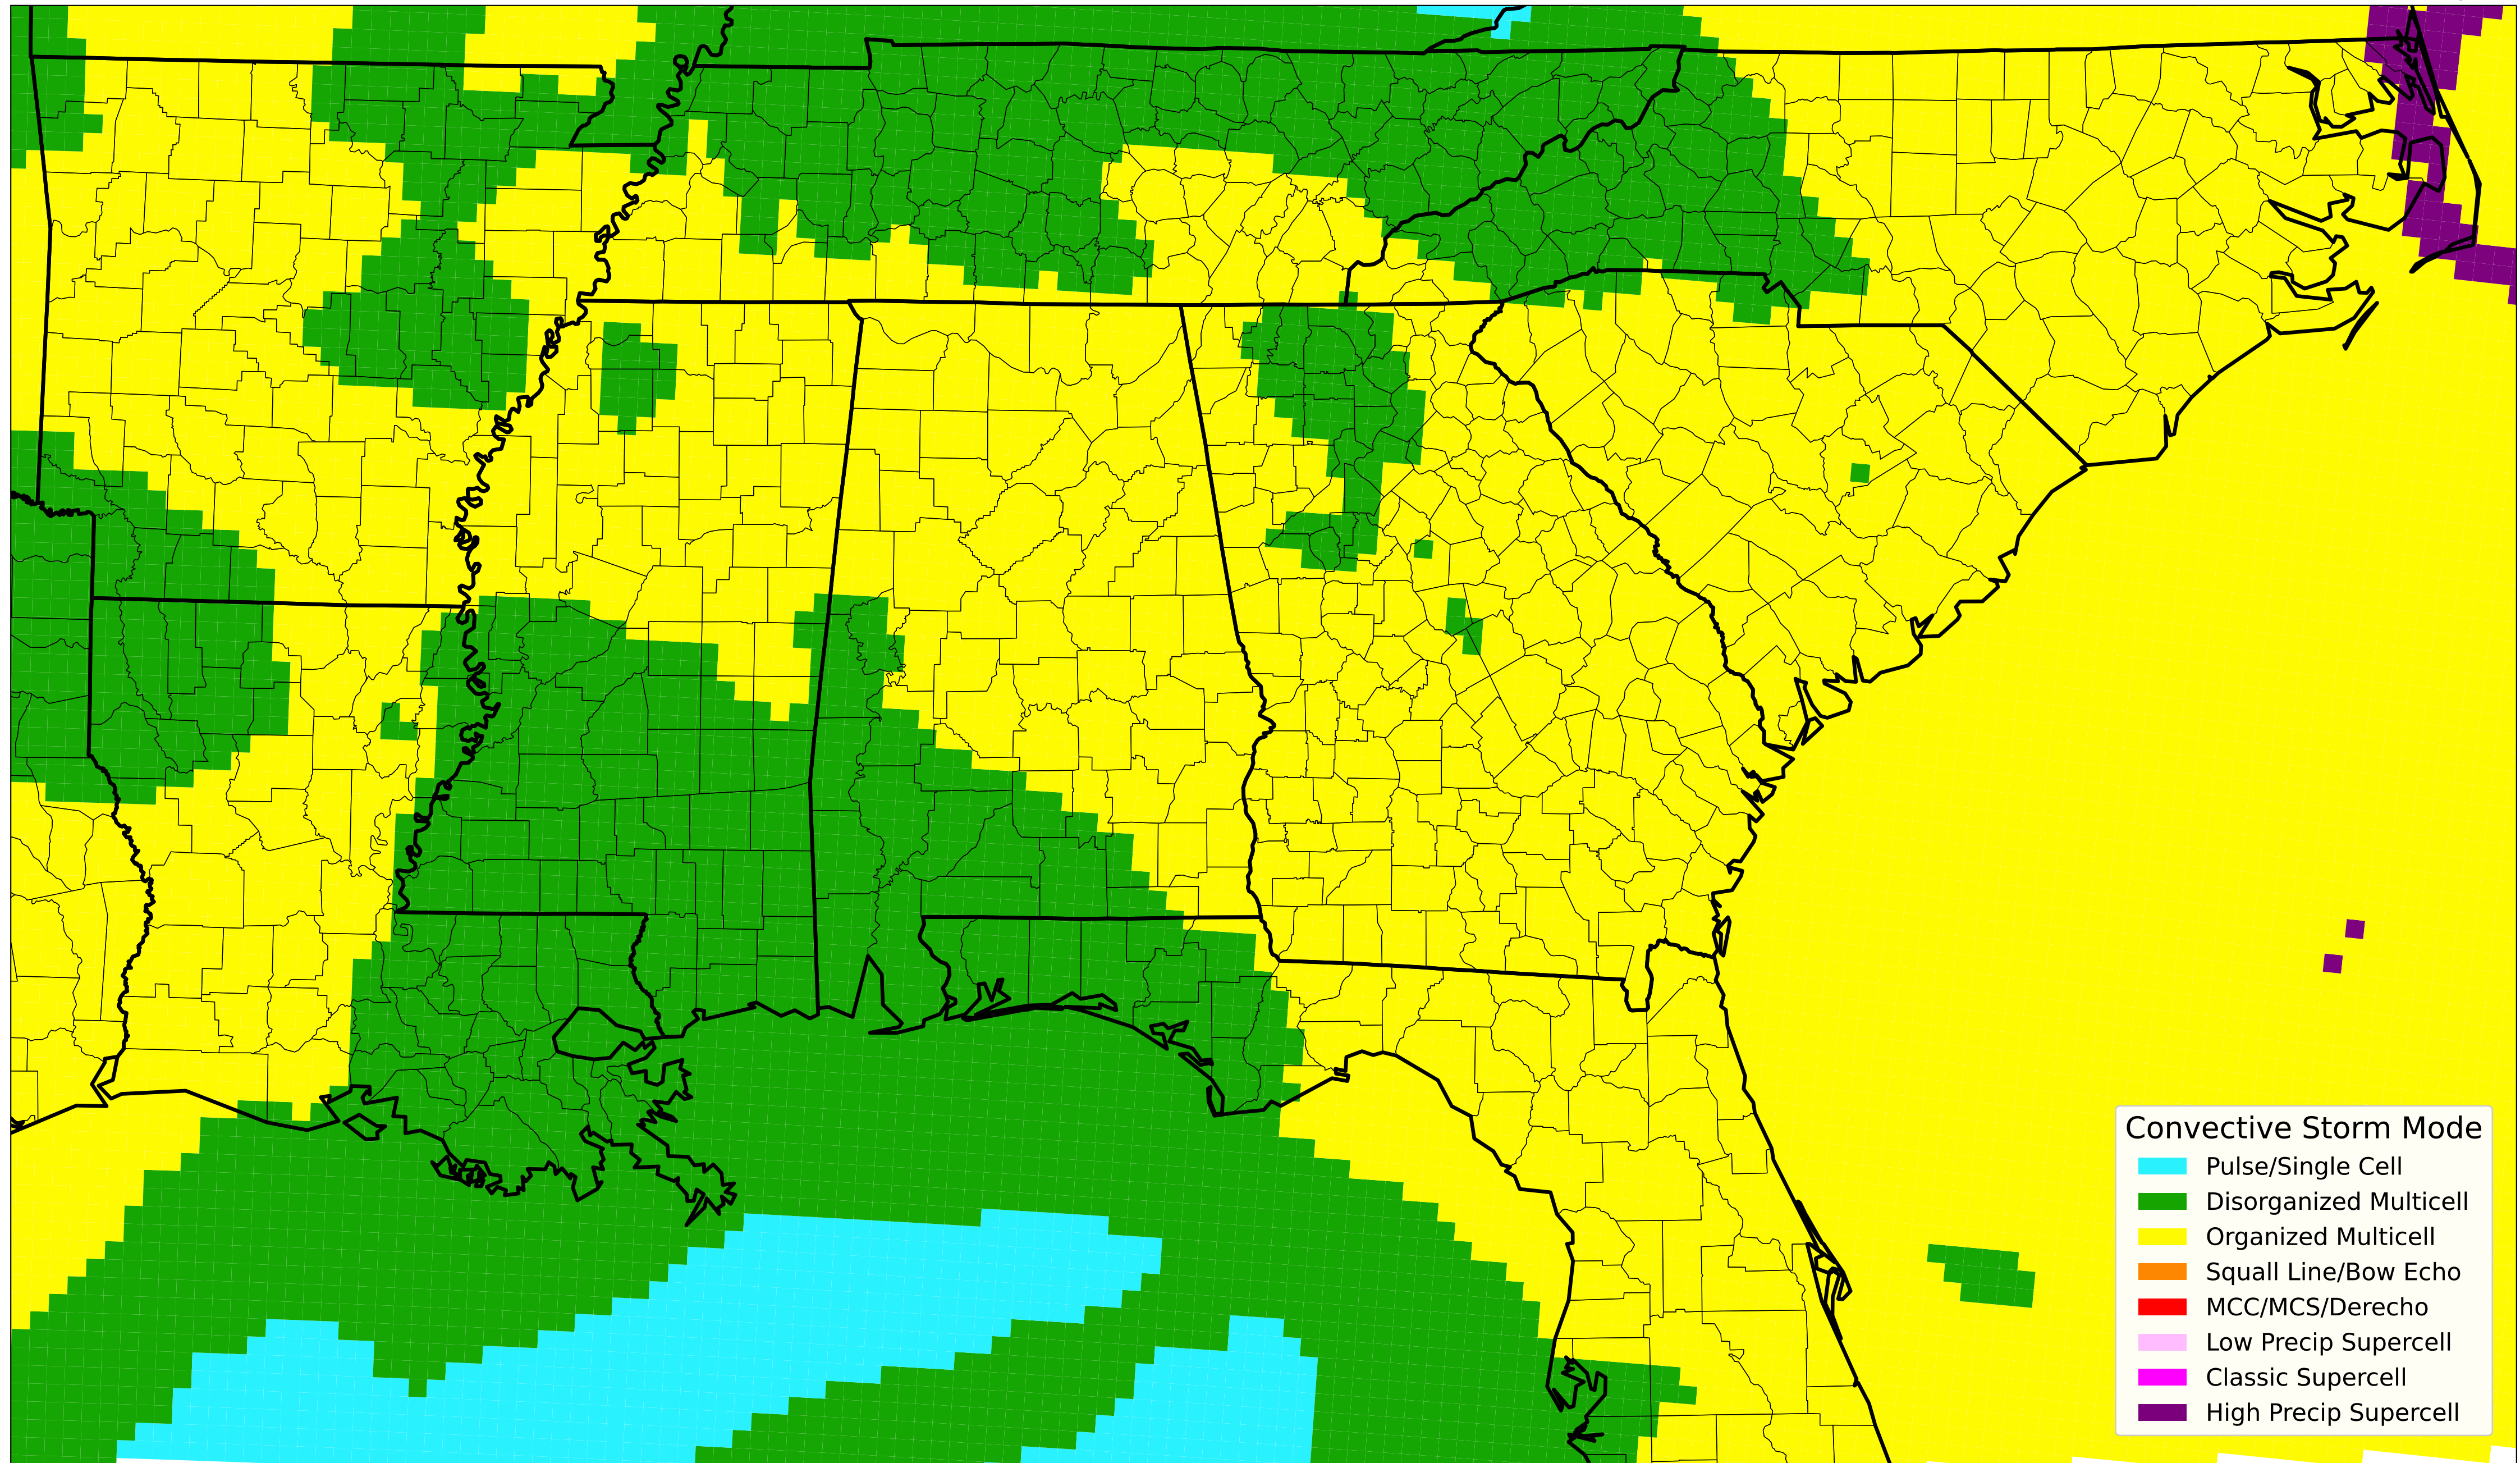 Convective Storm Mode
Pulse/Single Cell
Disorganized Multicell
Organized Multicell
Squall Line/Bow Echo
MCC/MCS/Derecho
Low Precip Supercell
Classic Supercell
High Precip Supercell